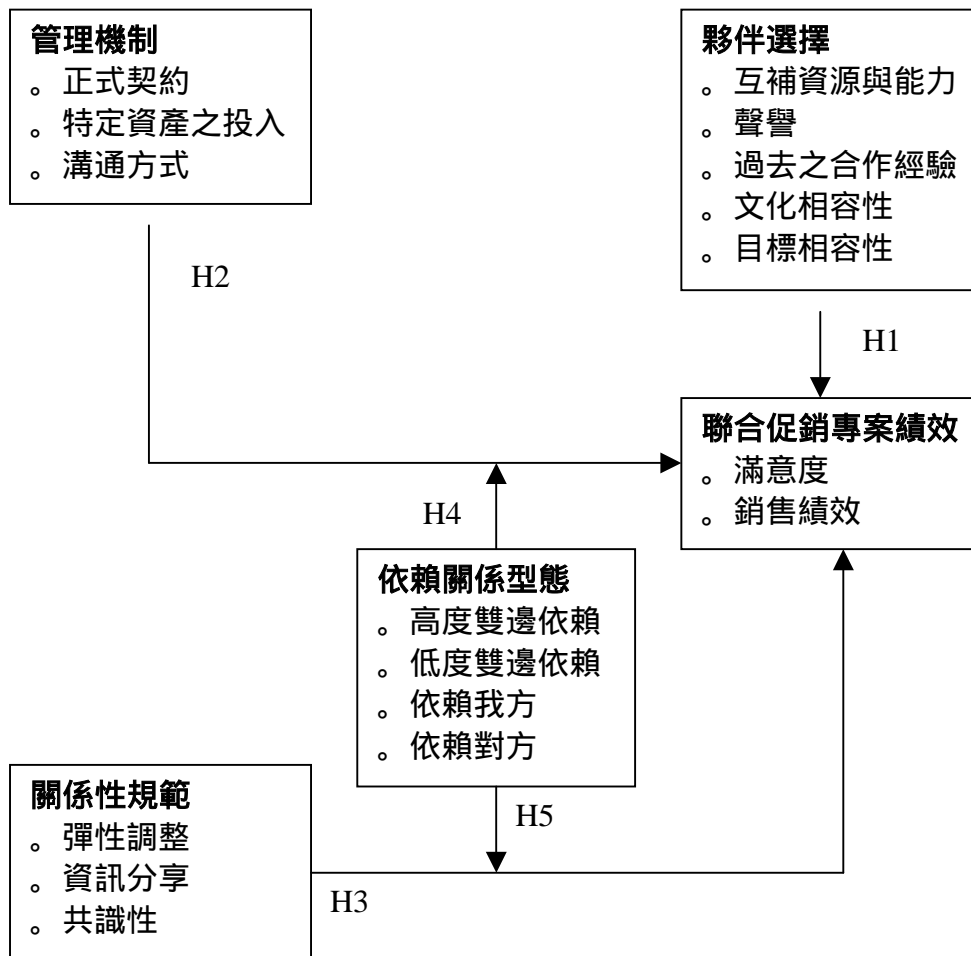 管理機制
。正式契約
。特定資產之投入
。溝通方式
夥伴選擇
。互補資源與能力
。聲譽
。過去之合作經驗
。文化相容性
。目標相容性
H2
H1
聯合促銷專案績效
。滿意度
。銷售績效
H4
依賴關係型態
。高度雙邊依賴
。低度雙邊依賴
。依賴我方
。依賴對方
H5
關係性規範
。彈性調整
。資訊分享
。共識性
H3